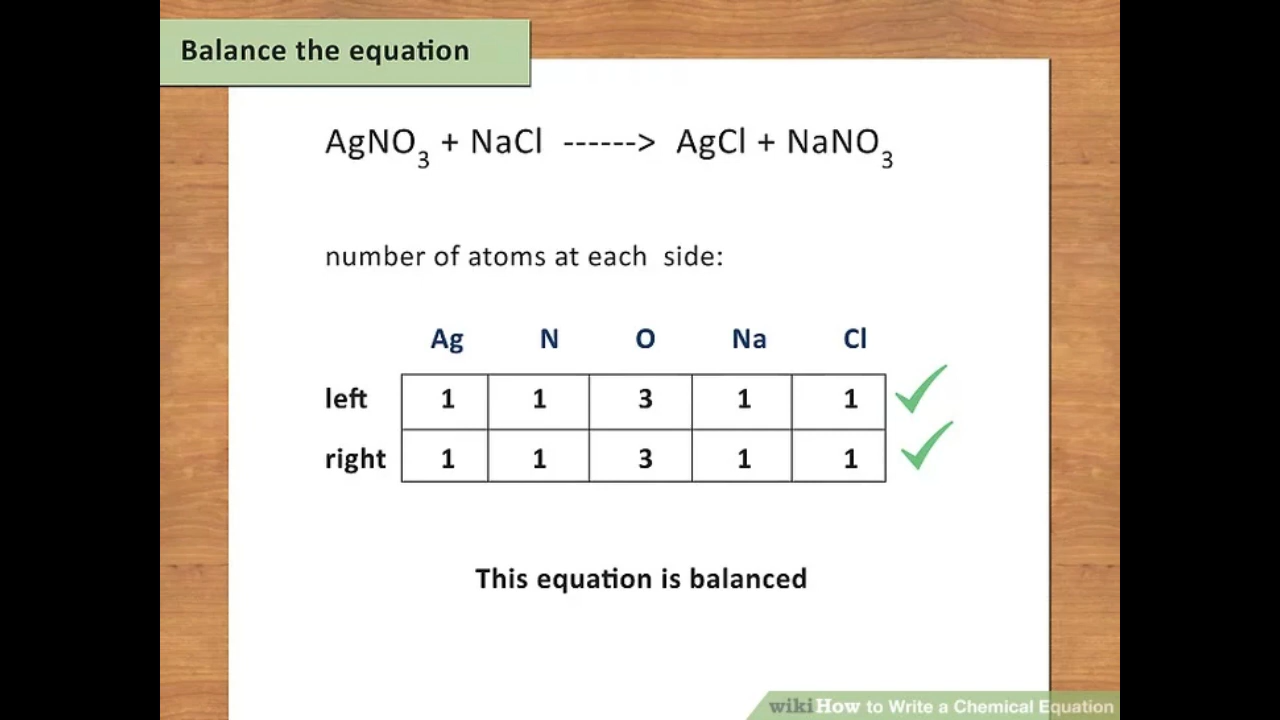 Balance the equation
AgNO₃ + NaCl ------> AgCl + NaNO₃
number of atoms at each side:
Ag N O Na Cl
left 1 1 3 1 1
right 1 1 3 1 1
This equation is balanced
wikiHow to Write a Chemical Equation